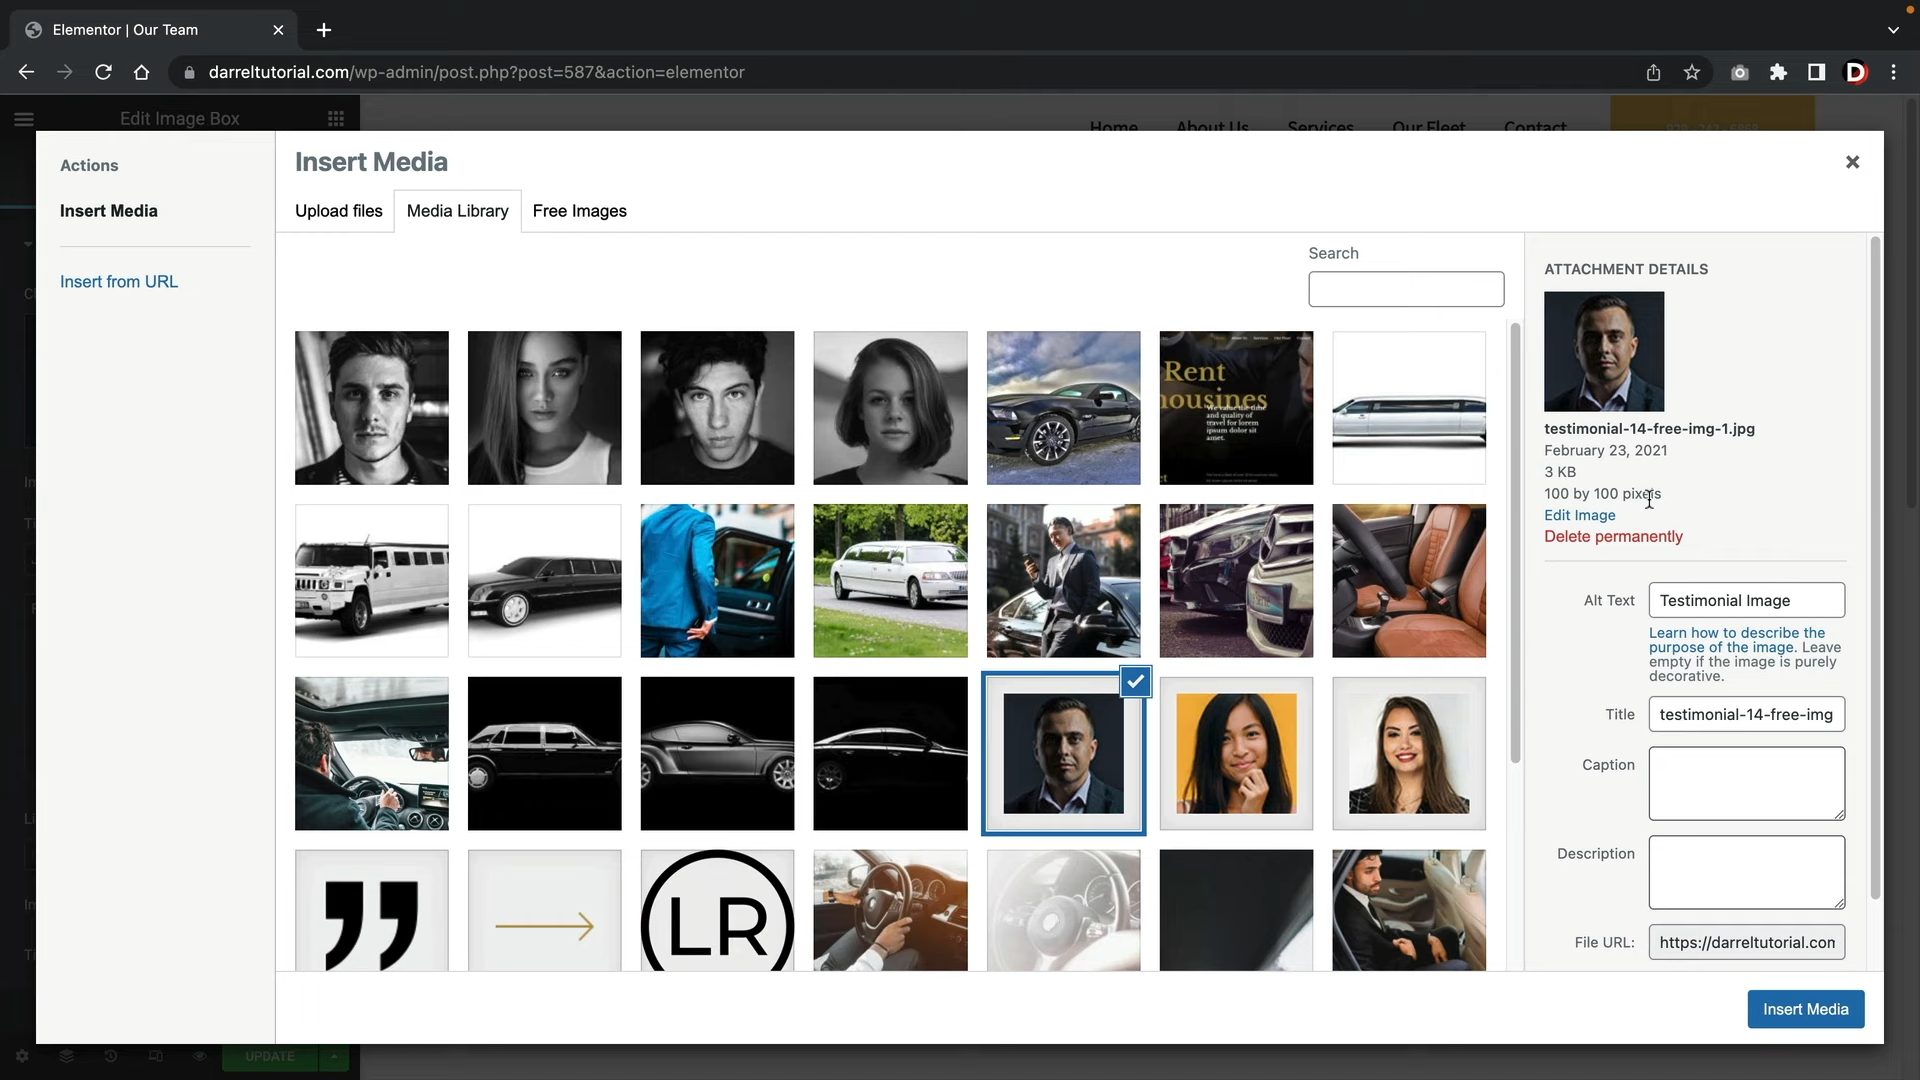 Elementor | Our Team
darreltutorial.com/wp-admin/post.php?post=587&action=elementor
D
Edit Image Box
Home
About Us
Services
Our Fleet
Contact
Actions
Insert Media
Insert from URL
Insert Media
Upload files
Media Library
Free Images
Search
Rent
LR
ATTACHMENT DETAILS
testimonial-14-free-img-1.jpg
February 23, 2021
3 KB
100 by 100 pixels
Edit Image
Delete permanently
Alt Text
Testimonial Image
Learn how to describe the
purpose of the image. Leave
empty if the image is purely
decorative.
Title
testimonial-14-free-img
Caption
Description
File URL:
https://darreltutorial.com
Insert Media
UPDATE